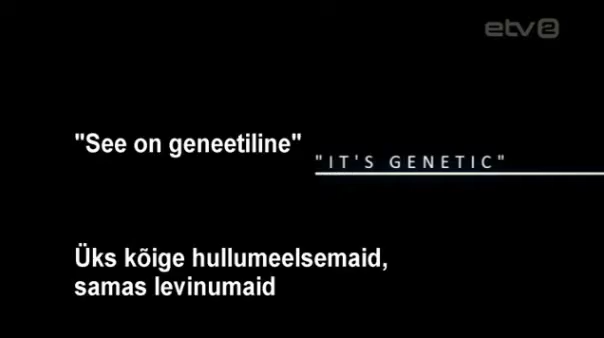 etv2
"See on geneetiline"
"IT'S GENETIC"
Üks kõige hullumeelsemaid,
samas levinumaid